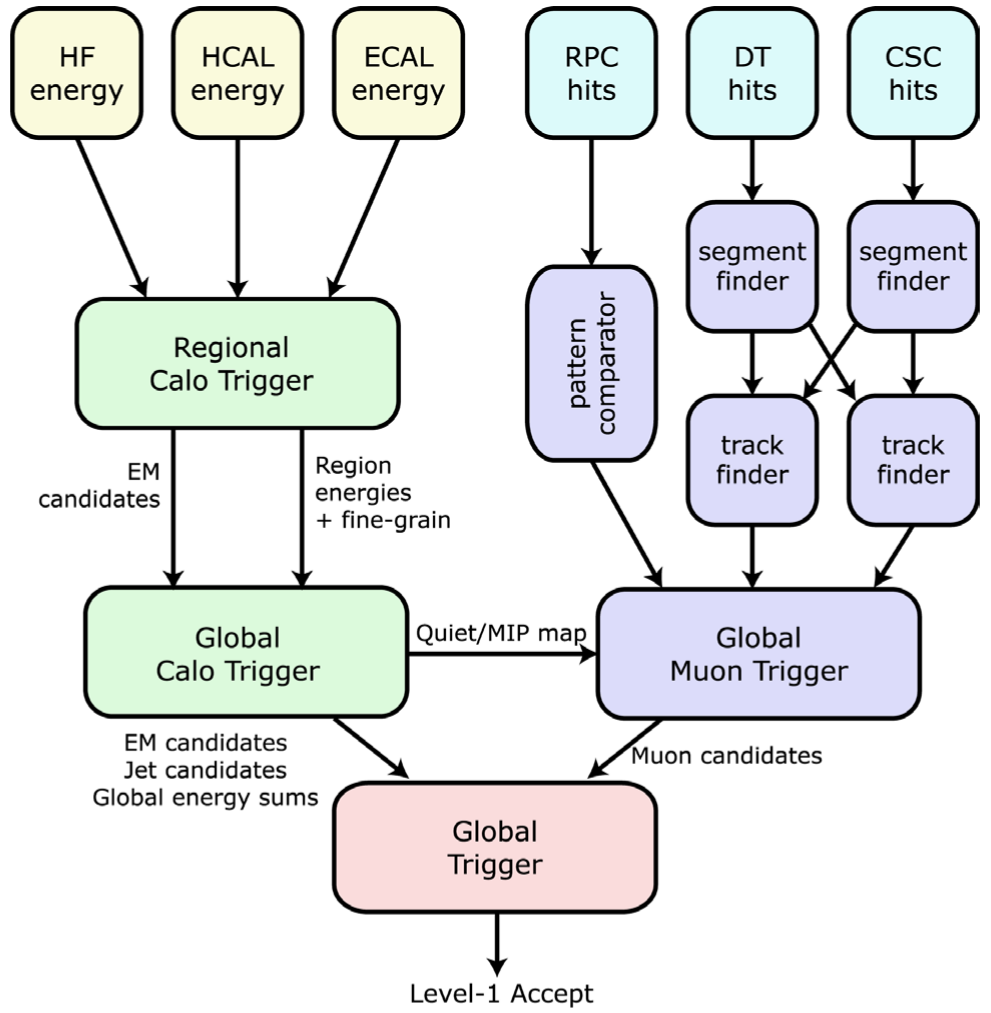 HF
energy
HCAL
energy
ECAL
energy
RPC
hits
DT
hits
CSC
hits
segment
finder
segment
finder
pattern
comparator
Regional
Calo Trigger
track
finder
track
finder
EM
candidates
Region
energies
+ fine-grain
Global
Calo Trigger
Quiet/MIP map
Global
Muon Trigger
EM candidates
Jet candidates
Global energy sums
Muon candidates
Global
Trigger
Level-1 Accept